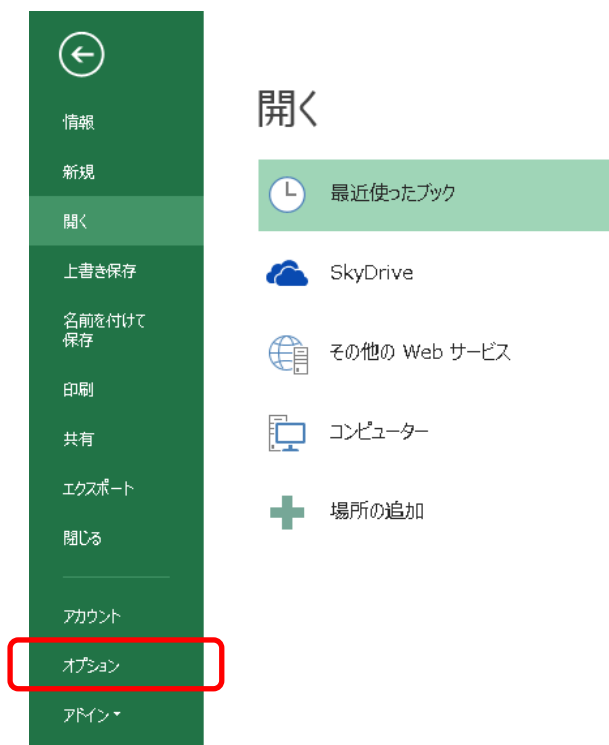 情報
新規
開く
上書き保存
名前を付けて
保存
印刷
共有
エクスポート
閉じる
アカウント
オプション
アドイン
開く
最近使ったブック
SkyDrive
その他の Web サービス
コンピューター
場所の追加